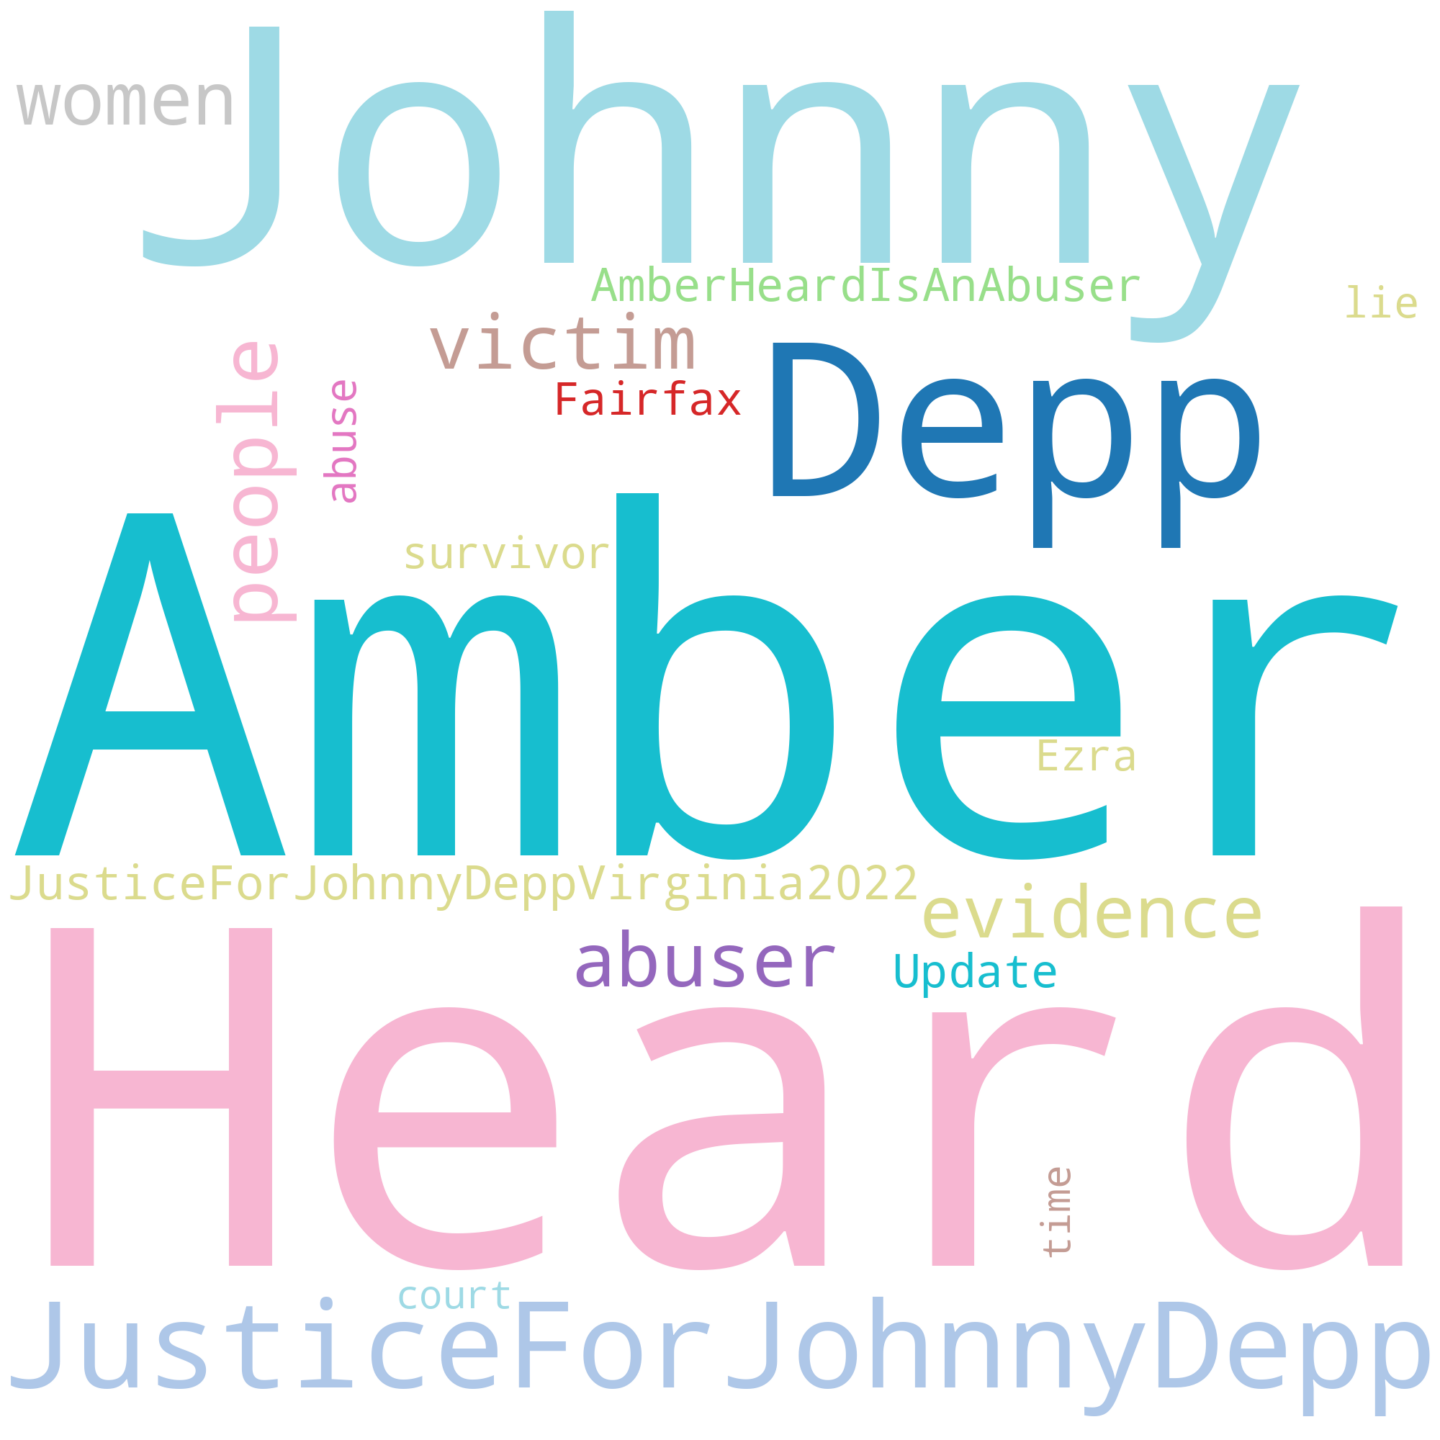 Johnny
women
AmberHeardIsAnAbuser
lie
victim
Depp
people
abuse
Fairfax
Amber
survivor
Ezra
JusticeForJohnnyDeppVirginia2022
evidence
Heard
abuser
Update
time
court
JusticeForJohnnyDepp